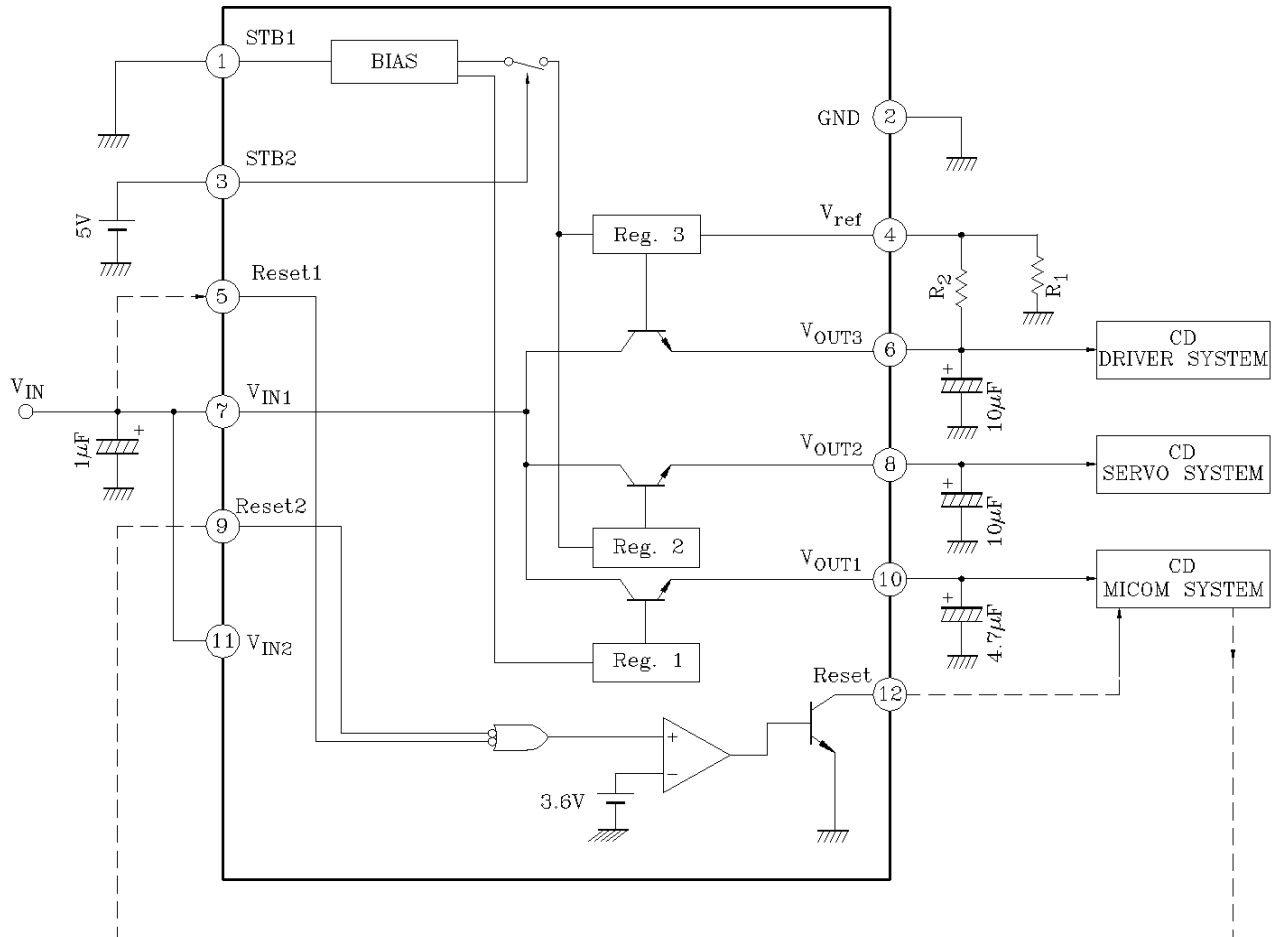 STB1
1
BIAS
GND
2
STB2
3
5V
V_ref
4
Reg. 3
Reset1
5
R_2
R_1
V_OUT3
6
CD
DRIVER SYSTEM
+
10μF
V_IN
V_IN1
7
+
1μF
V_OUT2
8
CD
SERVO SYSTEM
+
10μF
Reset2
9
Reg. 2
V_OUT1
10
CD
MICOM SYSTEM
+
4.7μF
11
V_IN2
Reg. 1
Reset
12
+
−
3.6V